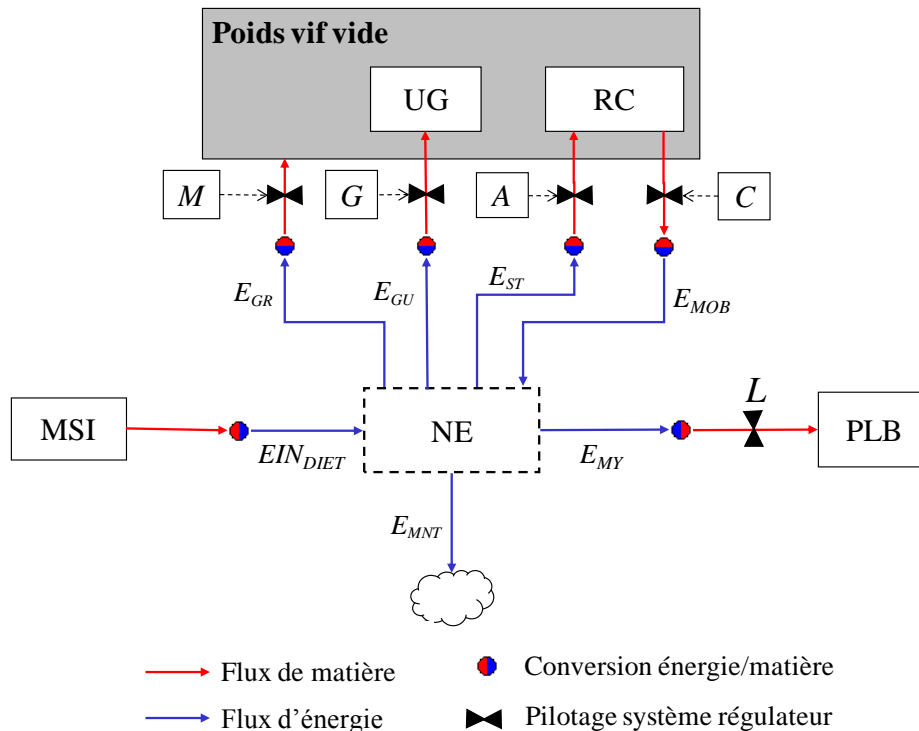 Poids vif vide
UG
RC
M
G
A
C
E_GR
E_GU
E_ST
E_MOB
MSI
EIN_DIET
NE
E_MY
L
PLB
E_MNT
Flux de matière
Conversion énergie/matière
Flux d’énergie
Pilotage système régulateur